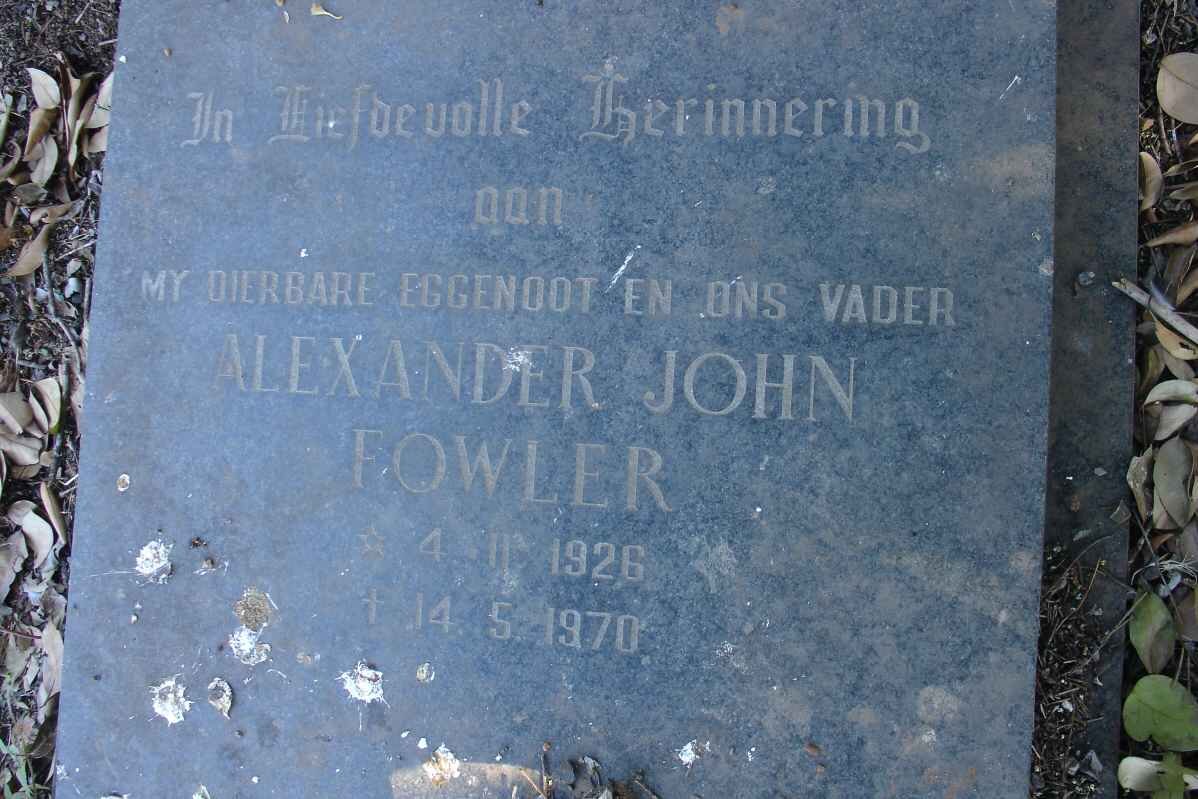 In Liefdevolle Herinnering
aan
MY DIERBARE EGGENOOT EN ONS VADER
ALEXANDER JOHN
FOWLER
☆ 4. 11. 1926
† 14. 5. 1970